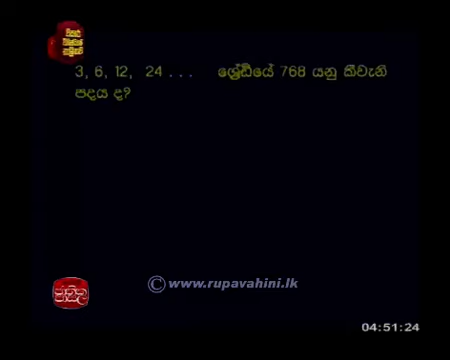 3, 6, 12, 24 . . . ශ්‍රේඪියේ 768 යනු කීවැනි
පදය ද?
© www.rupavahini.lk
04:51:24